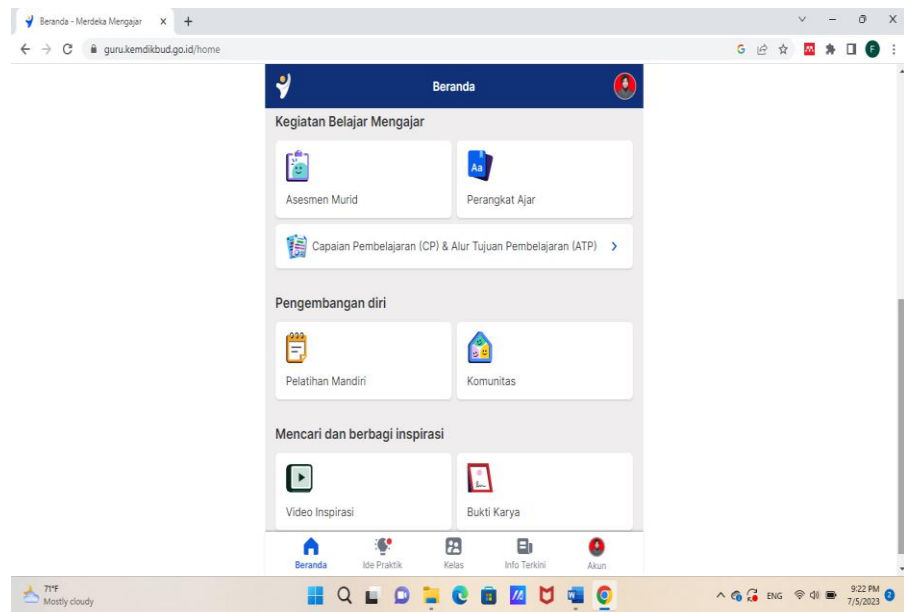 Beranda - Merdeka Mengajar
guru.kemdikbud.go.id/home
Beranda
Kegiatan Belajar Mengajar
Asesmen Murid
Aa
Perangkat Ajar
Capaian Pembelajaran (CP) & Alur Tujuan Pembelajaran (ATP)
Pengembangan diri
Pelatihan Mandiri
Komunitas
Mencari dan berbagi inspirasi
Video Inspirasi
Bukti Karya
Beranda Ide Praktik Kelas Info Terkini Akun
71°F
Mostly cloudy
ENG
9:22 PM
7/5/2023
2